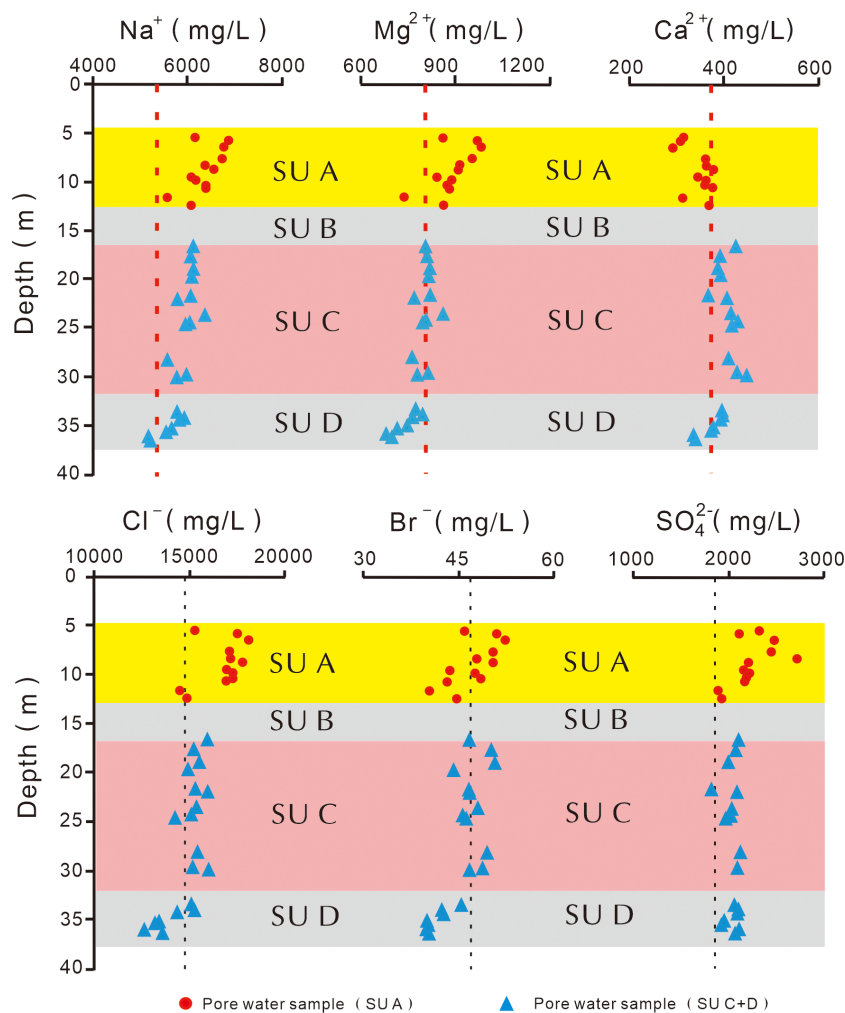 Na⁺ ( mg/L) Mg²⁺ ( mg/L) Ca²⁺ (mg/L)
4000 6000 8000 600 900 1200 200 400 600
0
5
SU A SU A
10
15
SU B SU B
20
25
SU C SU C
30
35
SU D SU D
40
Depth ( m )
Cl⁻ ( mg/L ) Br⁻ ( mg/L ) SO₄²⁻ ( mg/L)
10000 15000 20000 30 45 60 1000 2000 3000
0
5
SU A SU A
10
15
SU B SU B
20
25
SU C SU C
30
35
SU D SU D
40
Depth ( m )
Pore water sample ( SU A ) Pore water sample ( SU C+D )